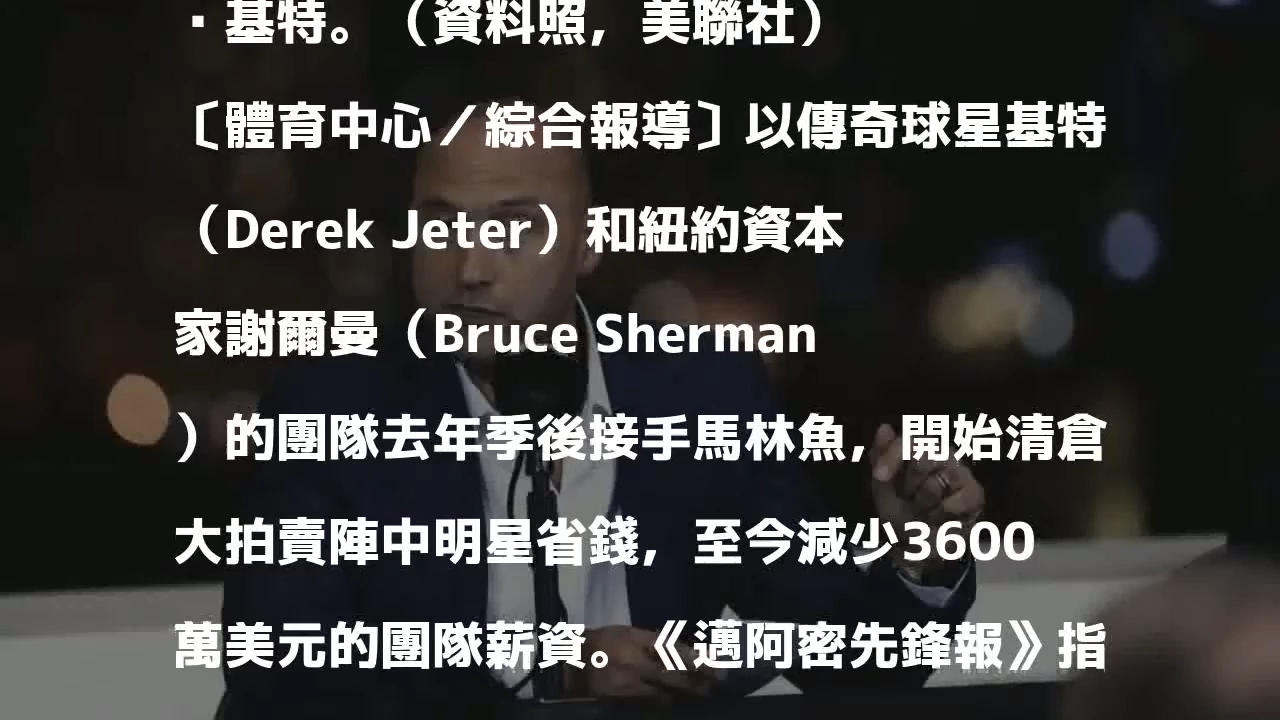 ▪基特。（資料照，美聯社）
〔體育中心／綜合報導〕以傳奇球星基特
（Derek Jeter）和紐約資本
家謝爾曼（Bruce Sherman
）的團隊去年季後接手馬林魚，開始清倉
大拍賣陣中明星省錢，至今減少3600
萬美元的團隊薪資。《邁阿密先鋒報》指